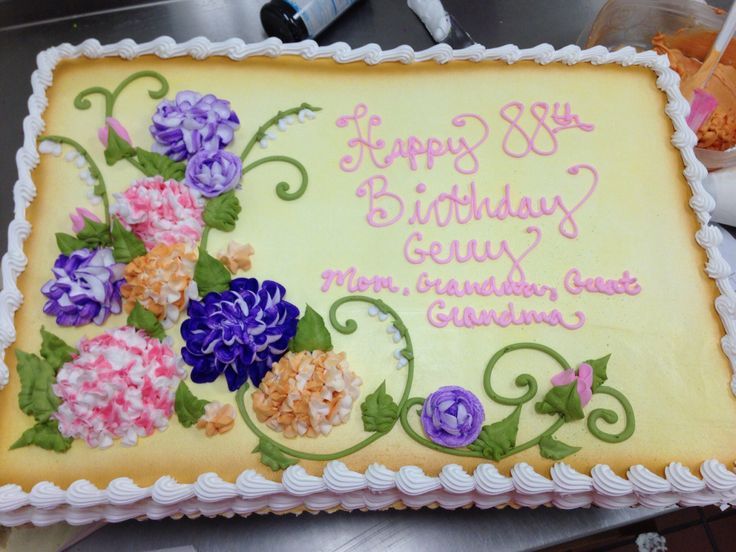 Happy 88th
Birthday
Gerry
Mom, Grandma, Great
Grandma